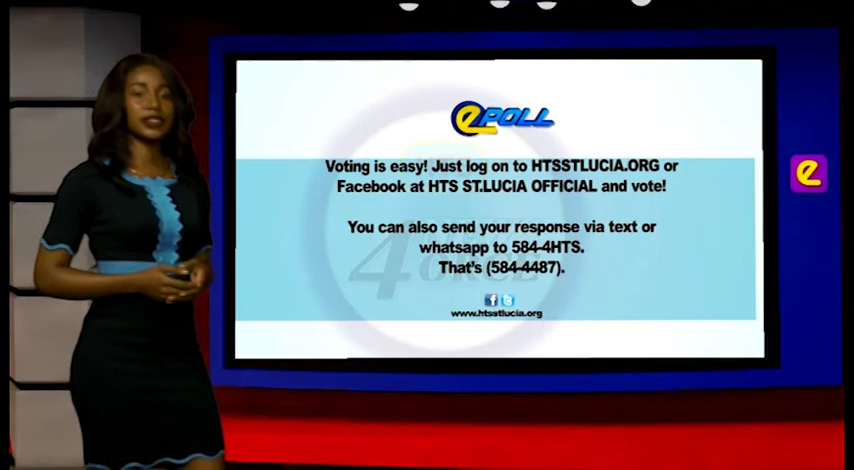 ePOLL
Voting is easy! Just log on to HTSSTLUCIA.ORG or
Facebook at HTS ST.LUCIA OFFICIAL and vote!
You can also send your response via text or
whatsapp to 584-4HTS.
That's (584-4487).
f t
www.htsstlucia.org
4
ORCE
e